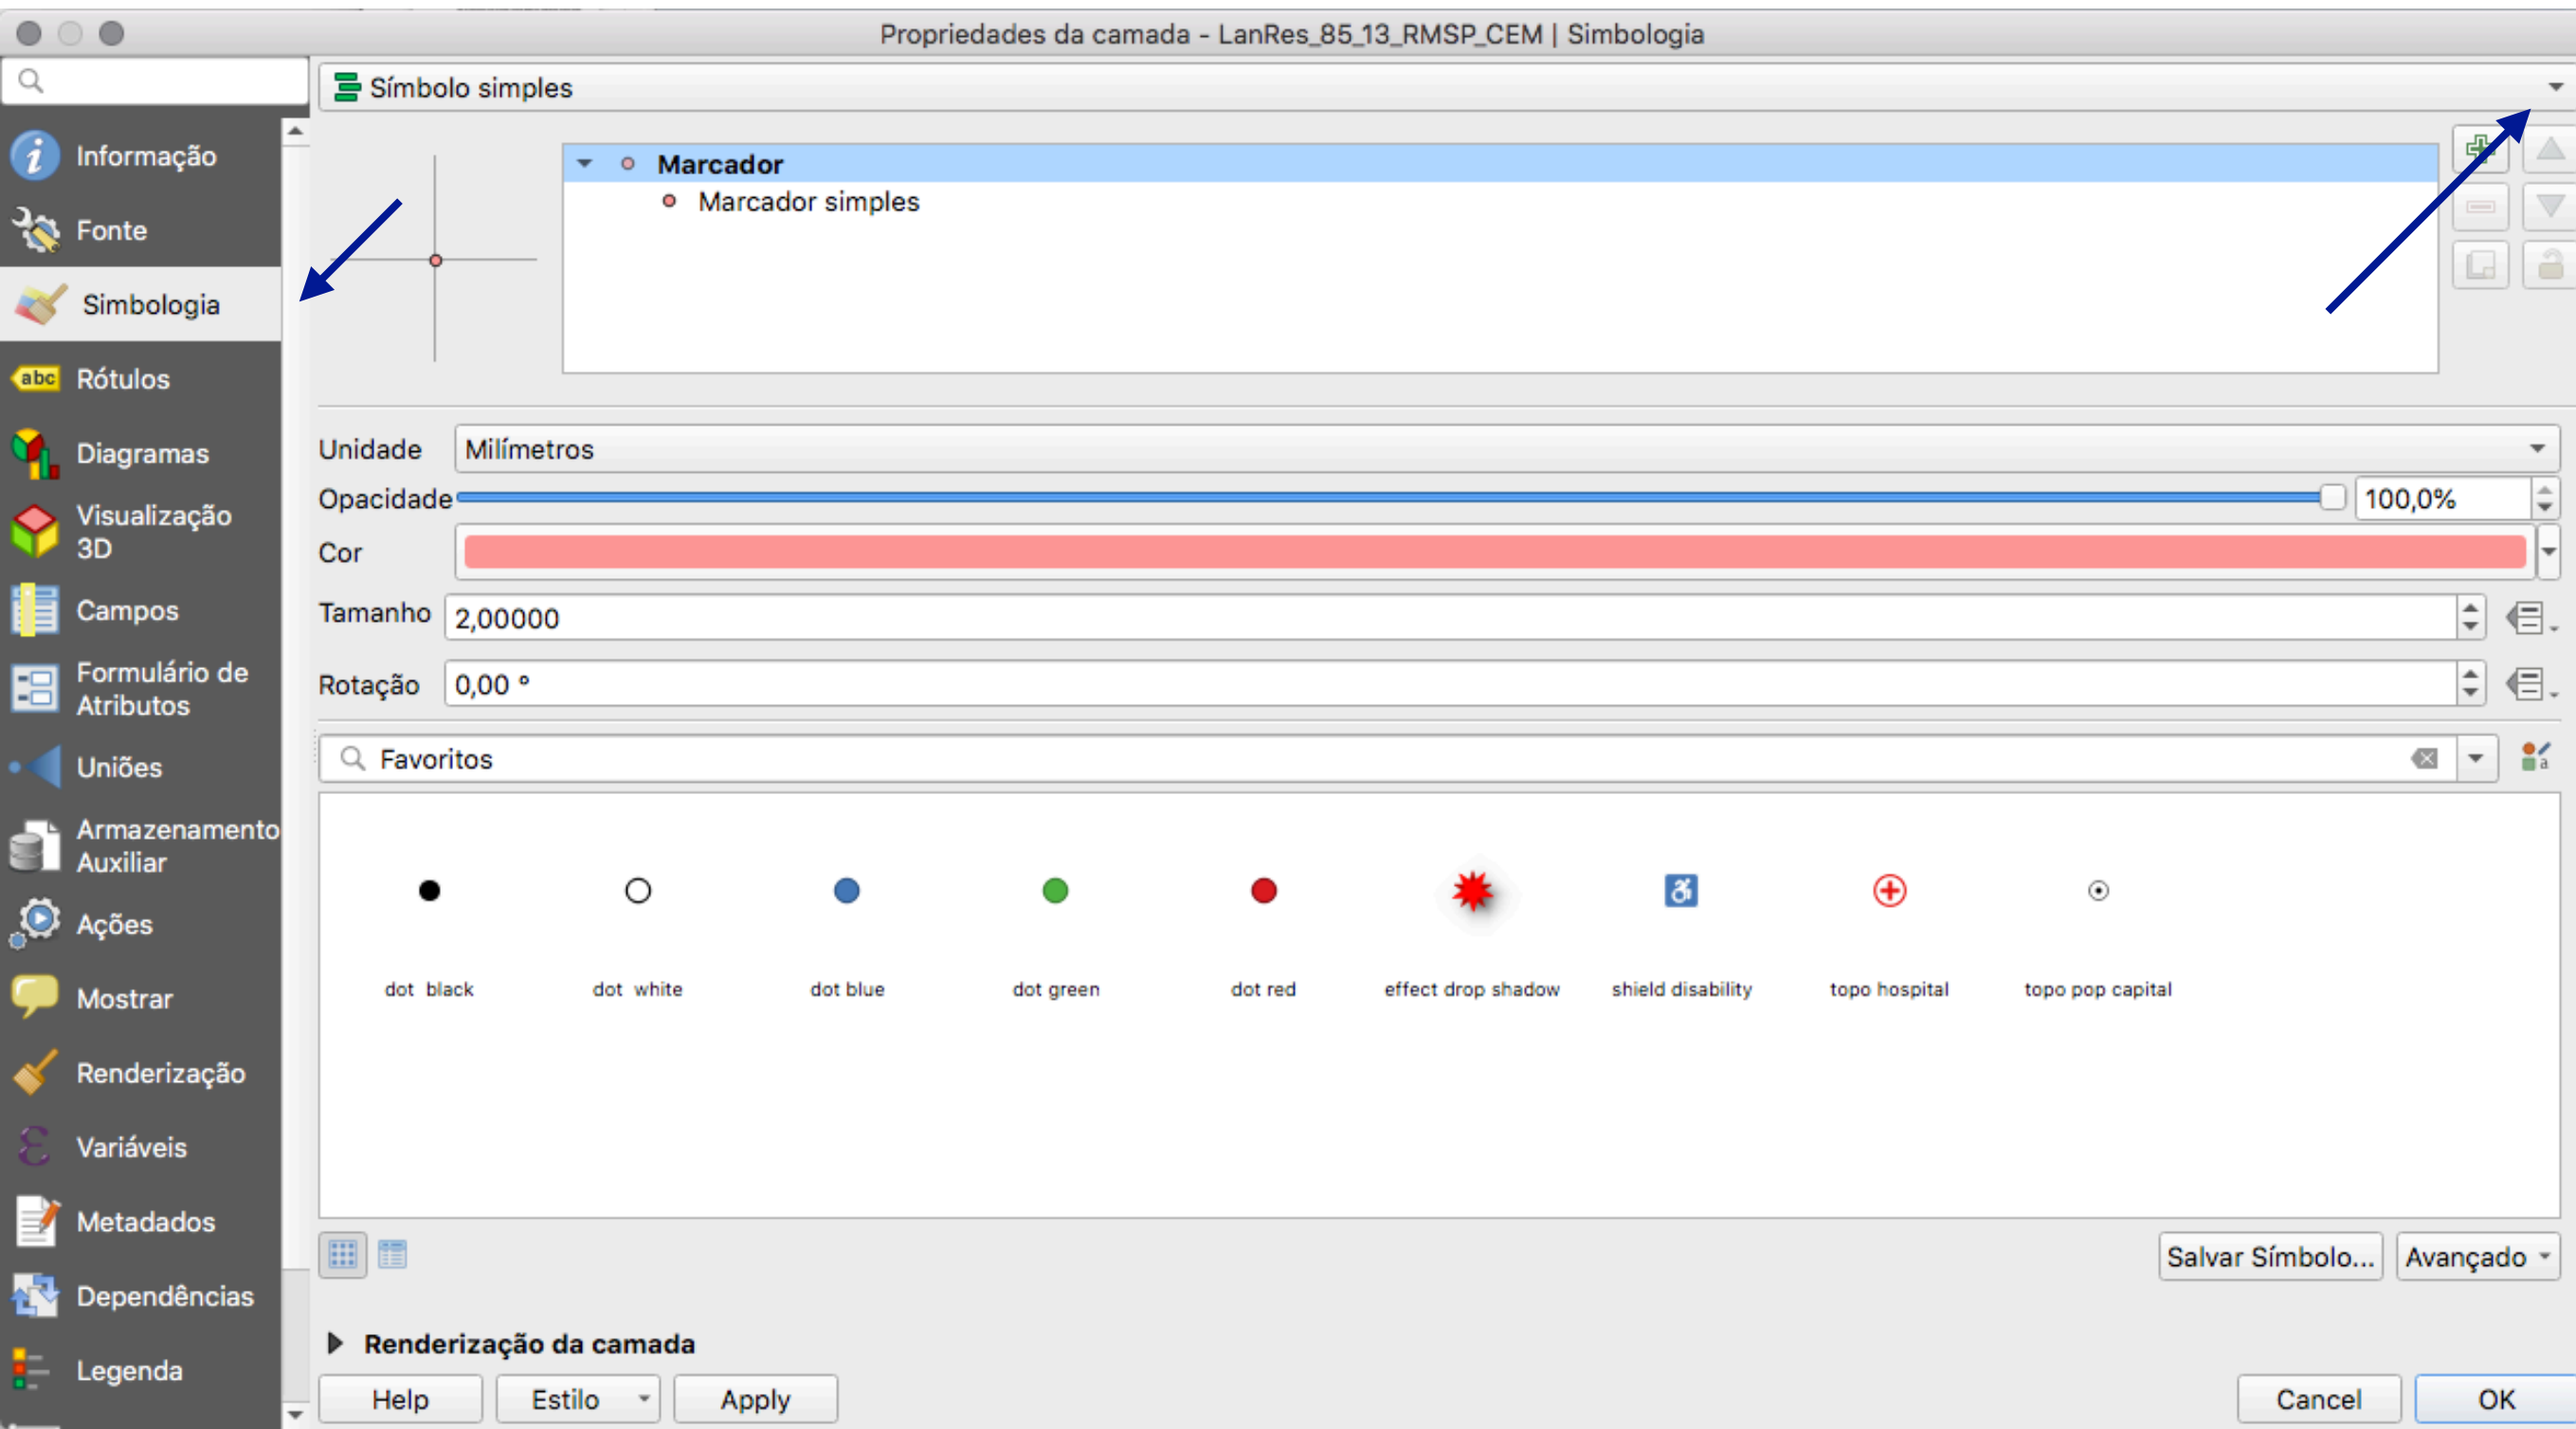 Propriedades da camada - LanRes_85_13_RMSP_CEM | Simbologia
Símbolo simples
Informação
Fonte
Simbologia
Rótulos
abc
Diagramas
Visualização
3D
Campos
Formulário de
Atributos
Uniões
Armazenamento
Auxiliar
Ações
Mostrar
Renderização
Variáveis
Metadados
Dependências
Legenda
Marcador
Marcador simples
Unidade
Milímetros
Opacidade
100,0%
Cor
Tamanho
2,00000
Rotação
0,00 °
Favoritos
dot black
dot white
dot blue
dot green
dot red
effect drop shadow
shield disability
topo hospital
topo pop capital
Salvar Símbolo...
Avançado
Renderização da camada
Help
Estilo
Apply
Cancel
OK